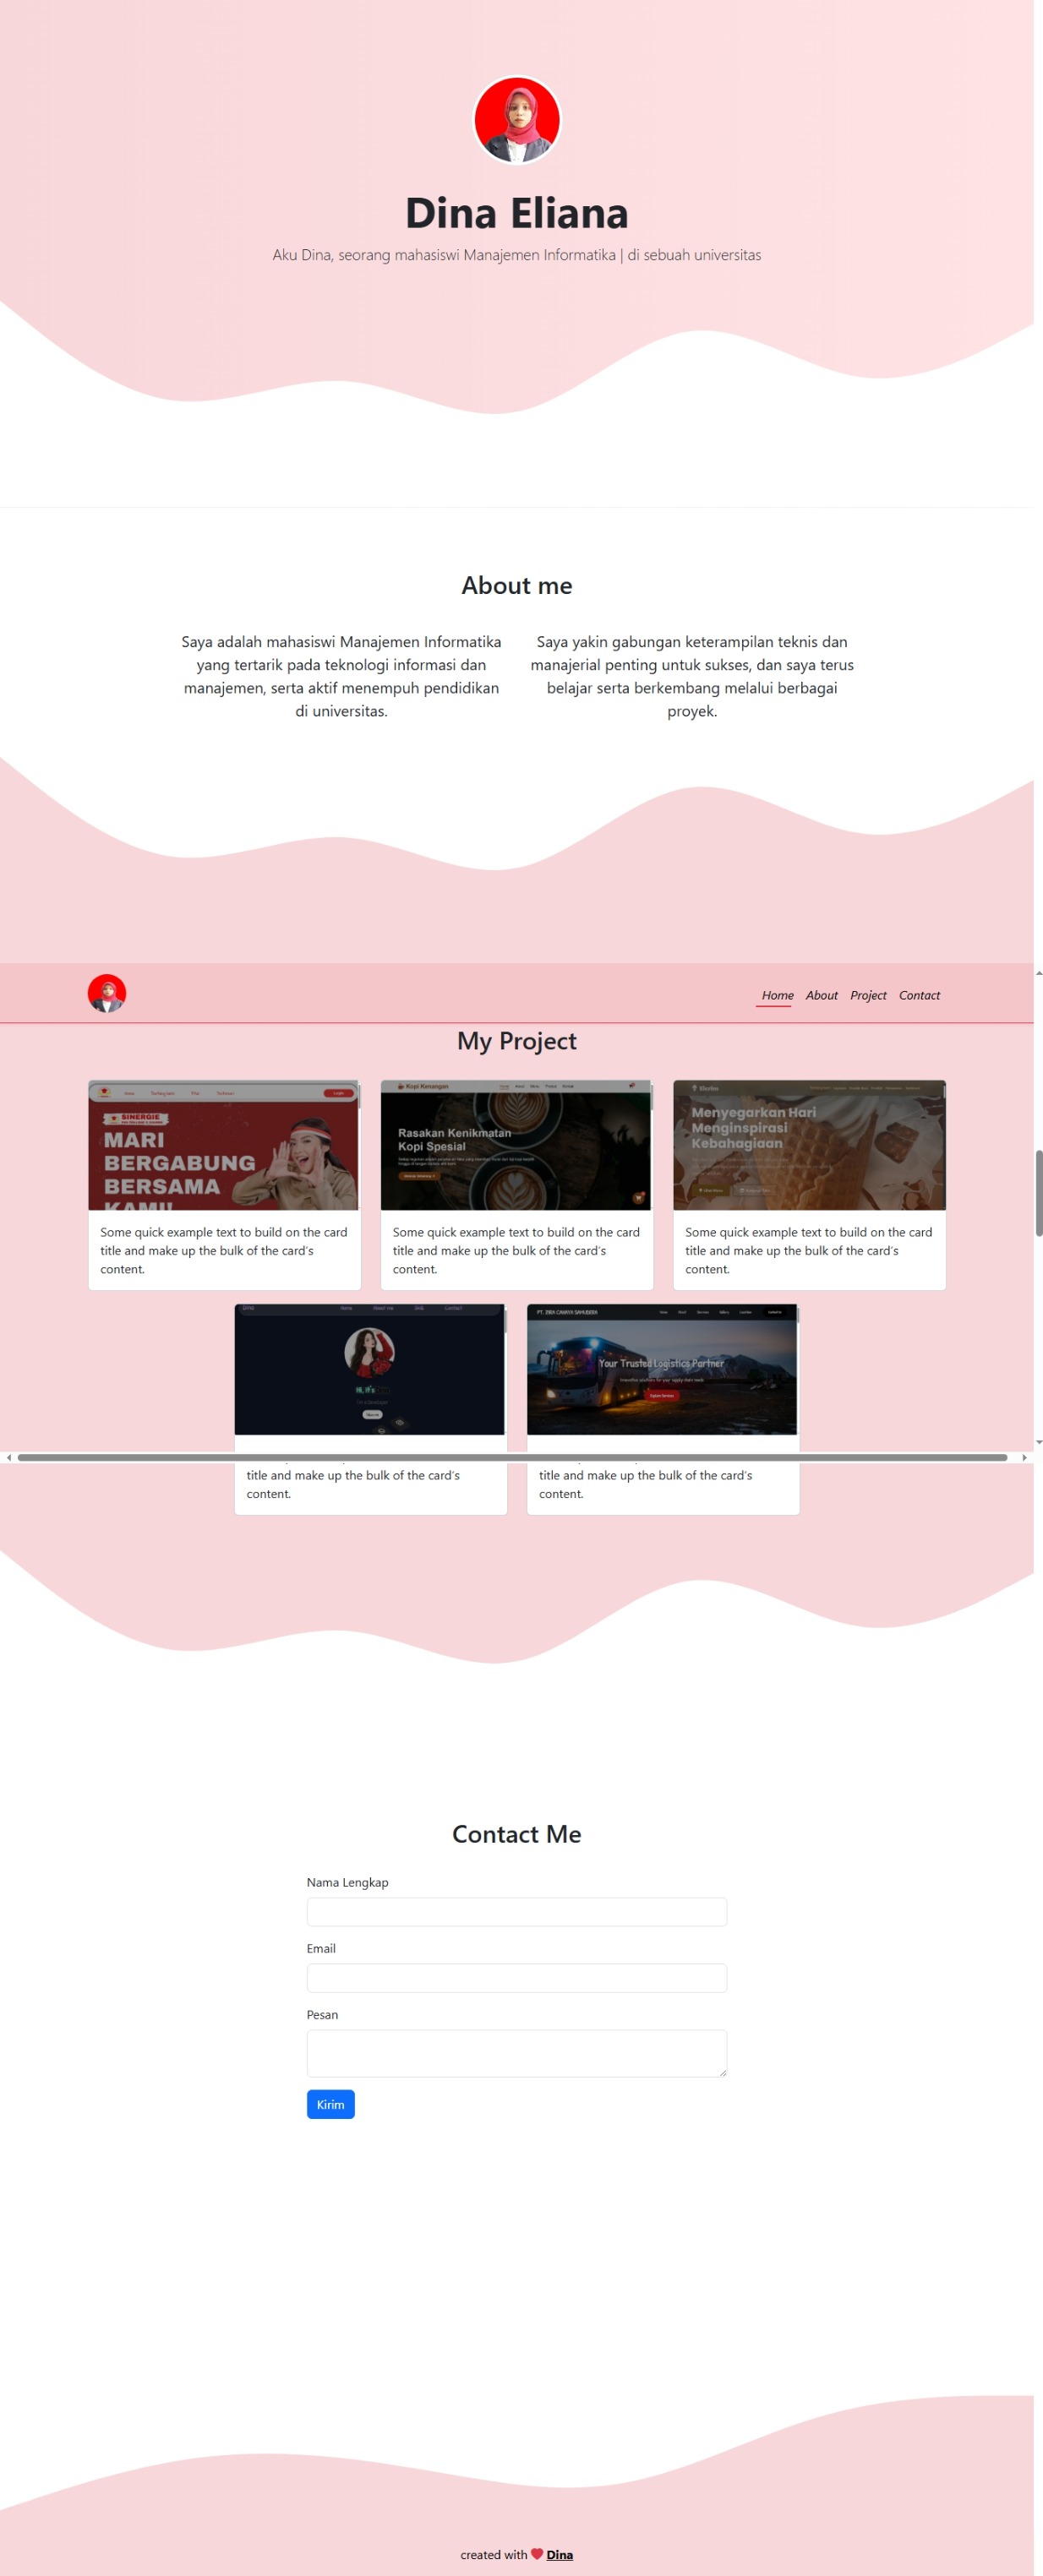 Dina Eliana
Aku Dina, seorang mahasiswi Manajemen Informatika | di sebuah universitas
About me
Saya adalah mahasiswi Manajemen Informatika
yang tertarik pada teknologi informasi dan
manajemen, serta aktif menempuh pendidikan
di universitas.
Saya yakin gabungan keterampilan teknis dan
manajerial penting untuk sukses, dan saya terus
belajar serta berkembang melalui berbagai
proyek.
Home About Project Contact
My Project
SINERGIE
MARI
BERGABUNG
BERSAMA
KAMI!
Some quick example text to build on the card
title and make up the bulk of the card's
content.
Kopi Kenangan
Rasakan Kenikmatan
Kopi Spesial
Some quick example text to build on the card
title and make up the bulk of the card's
content.
Menyegarkan Hari
Menginspirasi
Kebahagiaan
Some quick example text to build on the card
title and make up the bulk of the card's
content.
Home About me Skill Contact
Hi, It's
title and make up the bulk of the card's
content.
Your Trusted Logistics Partner
title and make up the bulk of the card's
content.
Contact Me
Nama Lengkap
Email
Pesan
Kirim
created with ❤ Dina